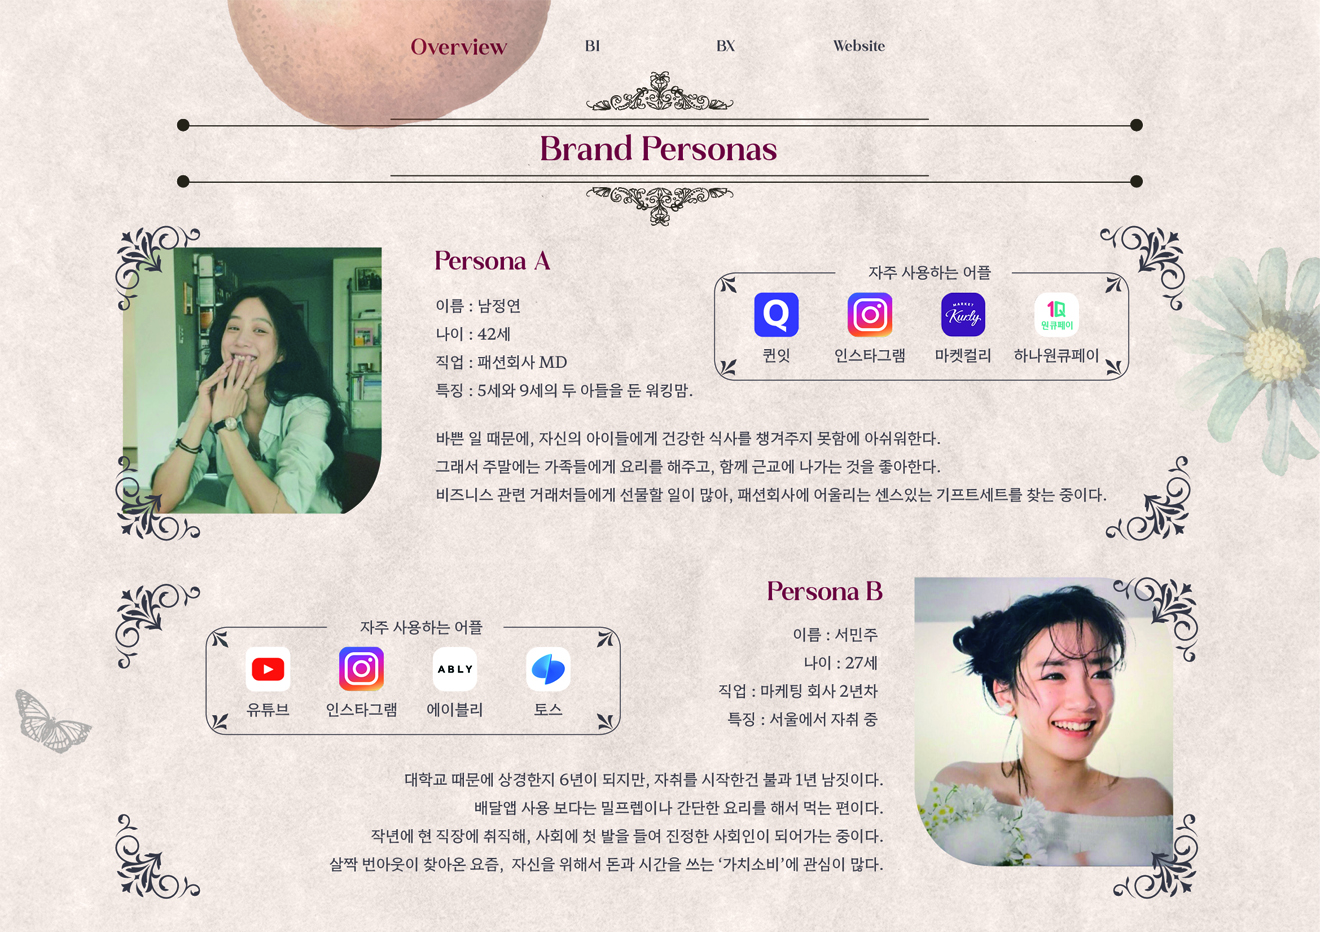 Overview BI BX Website
Brand Personas
Persona A
이름 : 남정연
나이 : 42세
직업 : 패션회사 MD
특징 : 5세와 9세의 두 아들을 둔 워킹맘.
자주 사용하는 어플
Q
MARKET
Kurly
1Q
원큐페이
퀸잇 인스타그램 마켓컬리 하나원큐페이
바쁜 일 때문에, 자신의 아이들에게 건강한 식사를 챙겨주지 못함에 아쉬워한다.
그래서 주말에는 가족들에게 요리를 해주고, 함께 근교에 나가는 것을 좋아한다.
비즈니스 관련 거래처들에게 선물할 일이 많아, 패션회사에 어울리는 센스있는 기프트세트를 찾는 중이다.
자주 사용하는 어플
ABLY
유튜브 인스타그램 에이블리 토스
Persona B
이름 : 서민주
나이 : 27세
직업 : 마케팅 회사 2년차
특징 : 서울에서 자취 중
대학교 때문에 상경한지 6년이 되지만, 자취를 시작한건 불과 1년 남짓이다.
배달앱 사용 보다는 밀프렙이나 간단한 요리를 해서 먹는 편이다.
작년에 현 직장에 취직해, 사회에 첫 발을 들여 진정한 사회인이 되어가는 중이다.
살짝 번아웃이 찾아온 요즘, 자신을 위해서 돈과 시간을 쓰는 ‘가치소비’에 관심이 많다.